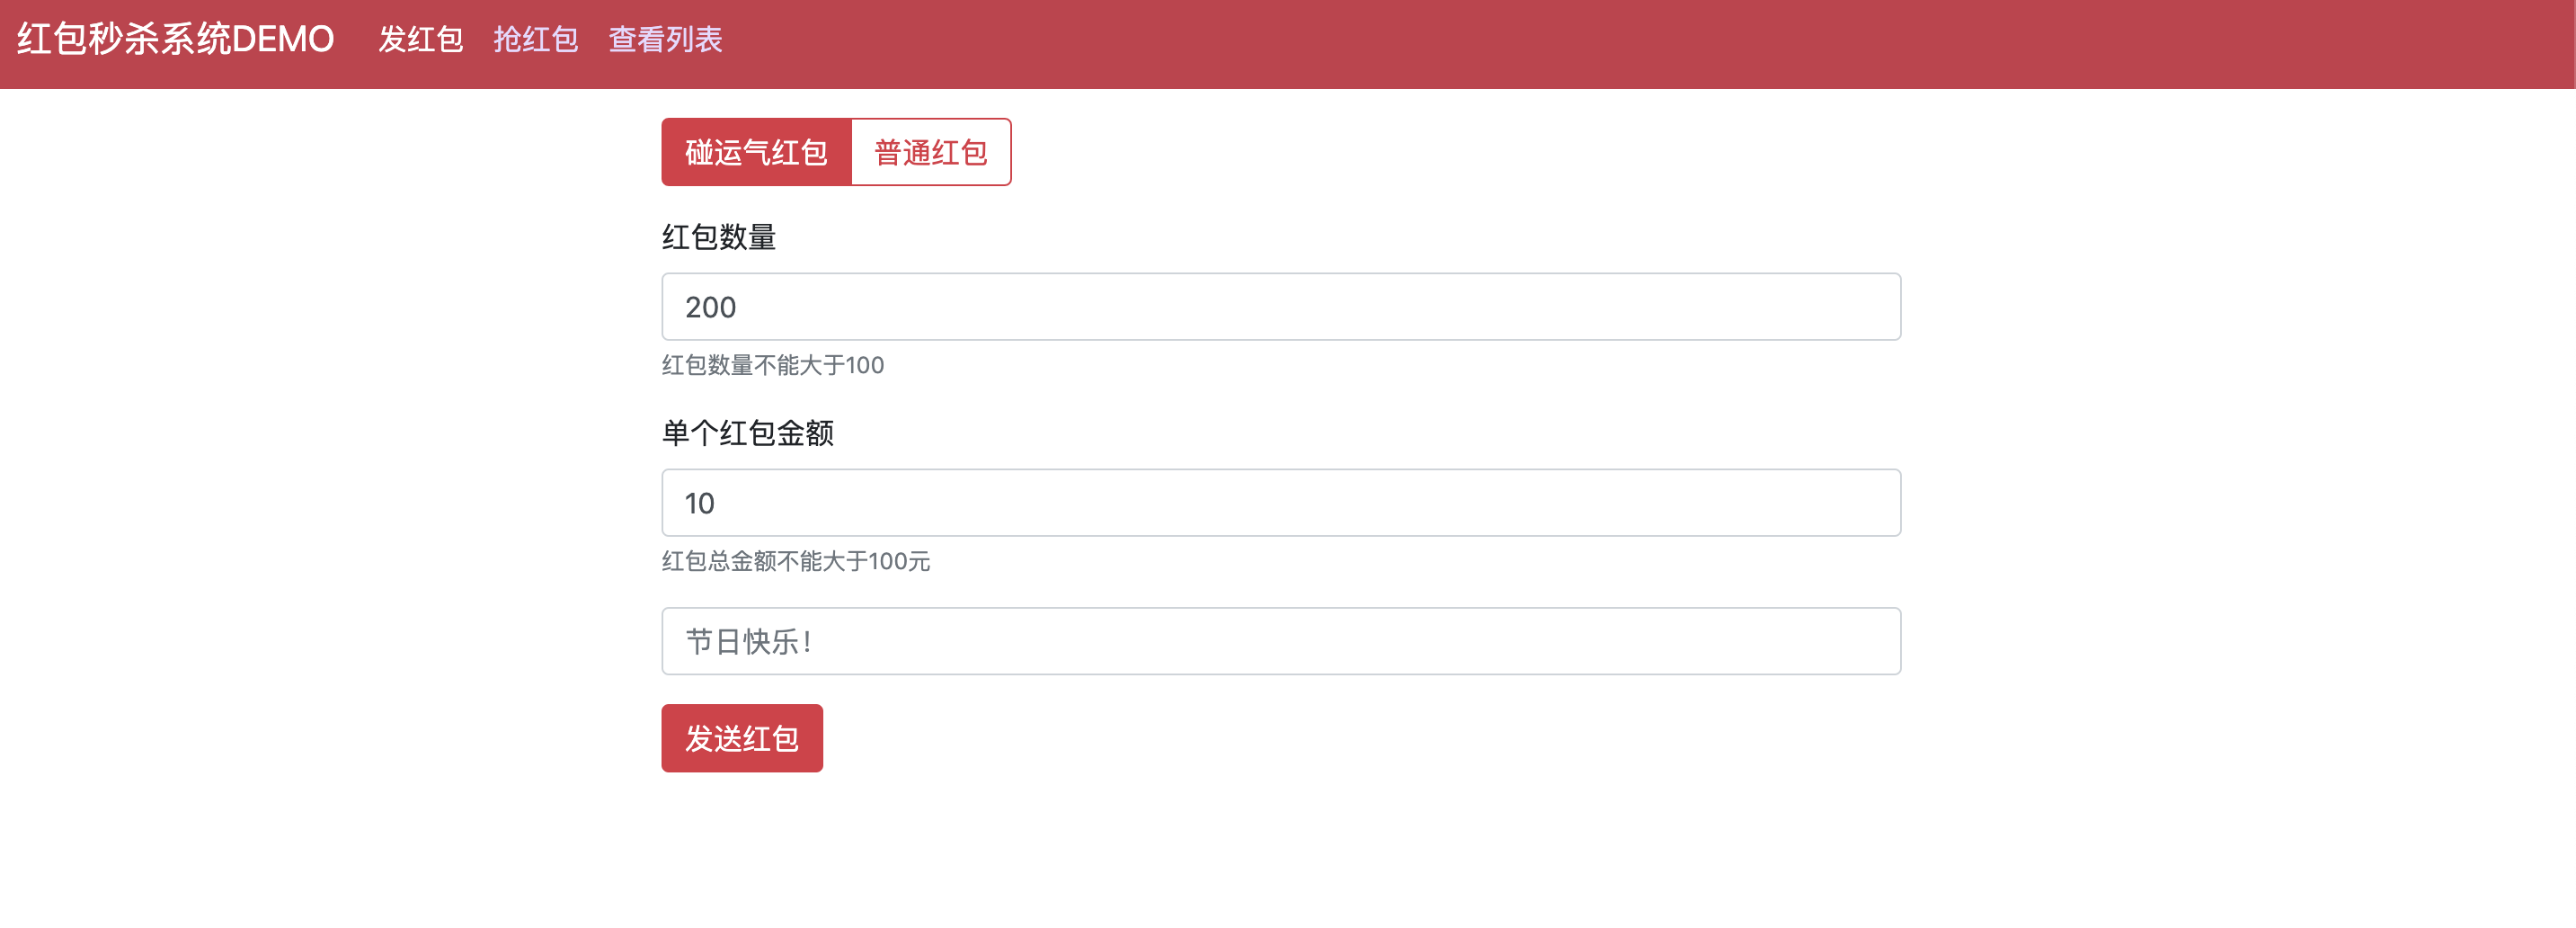 红包秒杀系统DEMO 发红包 抢红包 查看列表
碰运气红包 普通红包
红包数量
200
红包数量不能大于100
单个红包金额
10
红包总金额不能大于100元
节日快乐！
发送红包